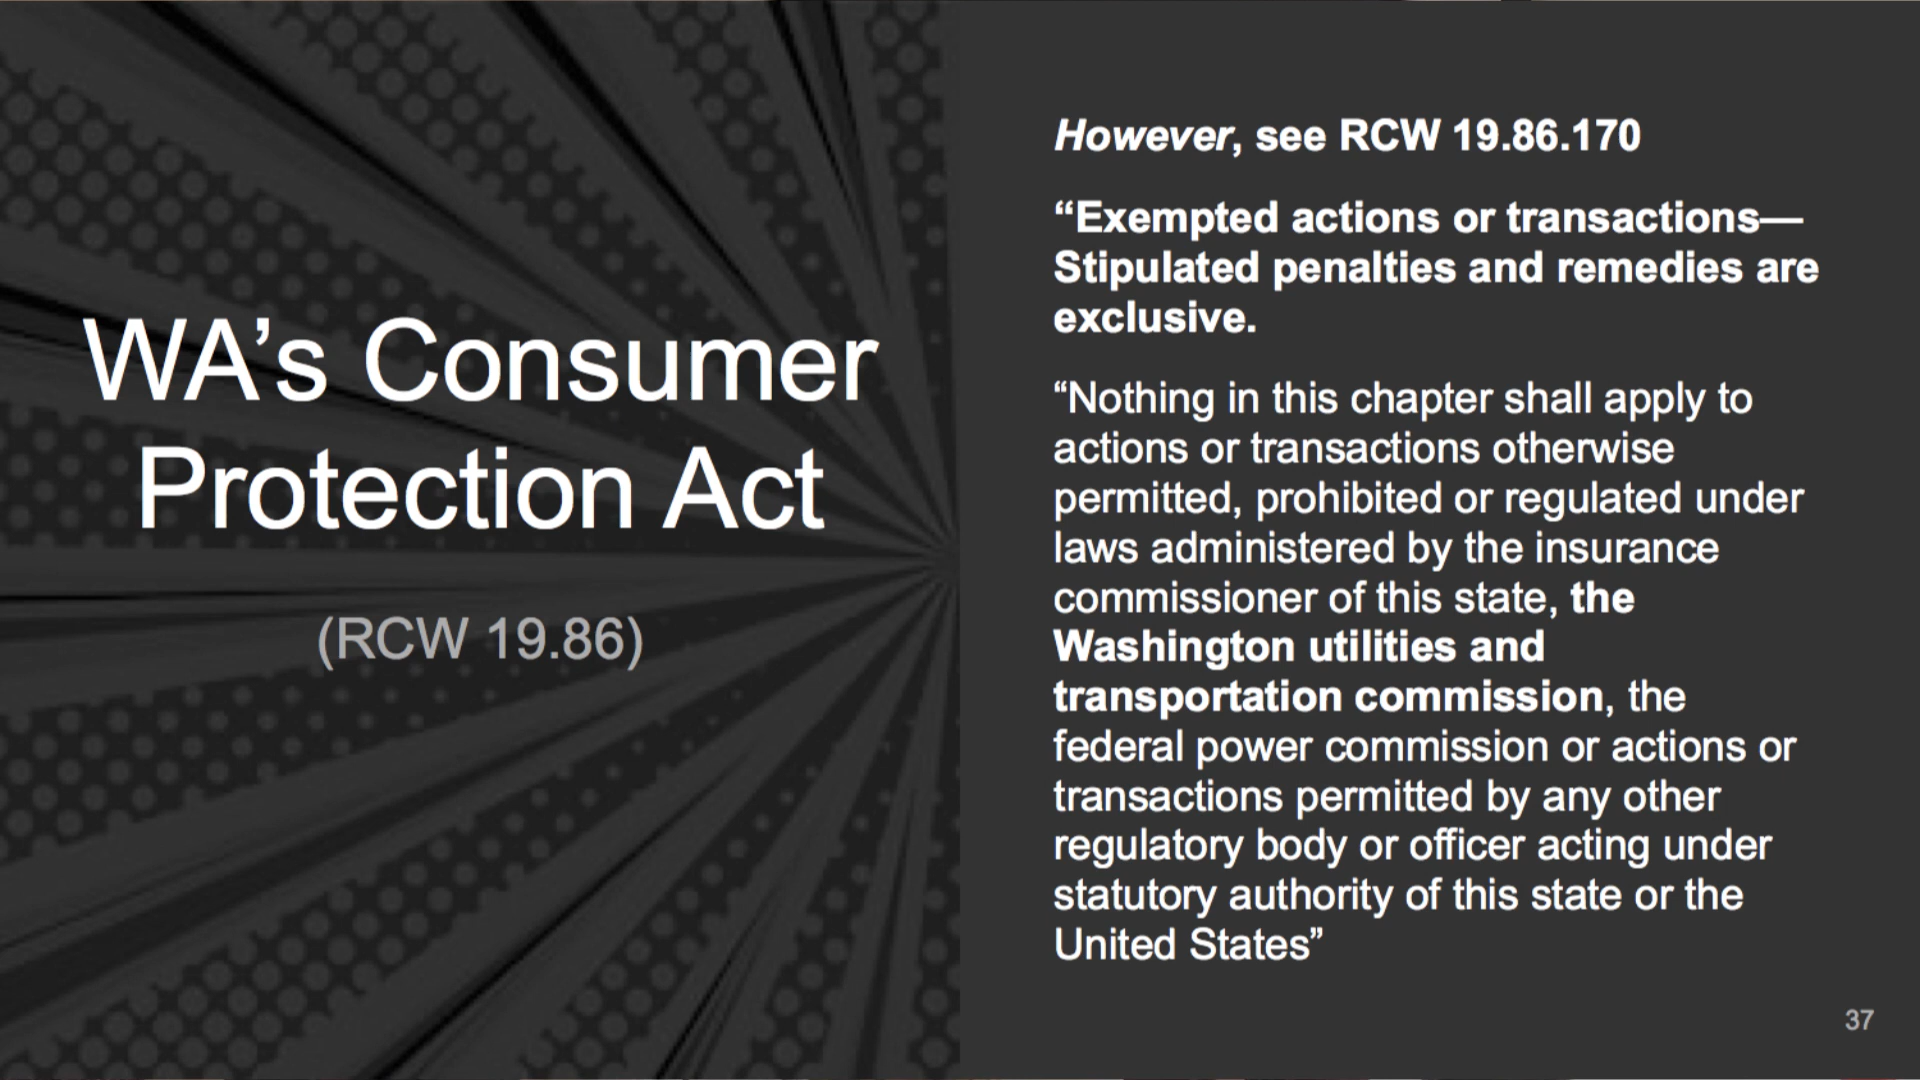 WA’s Consumer
Protection Act
(RCW 19.86)
However, see RCW 19.86.170
“Exempted actions or transactions—
Stipulated penalties and remedies are
exclusive.
“Nothing in this chapter shall apply to
actions or transactions otherwise
permitted, prohibited or regulated under
laws administered by the insurance
commissioner of this state, the
Washington utilities and
transportation commission, the
federal power commission or actions or
transactions permitted by any other
regulatory body or officer acting under
statutory authority of this state or the
United States”
37